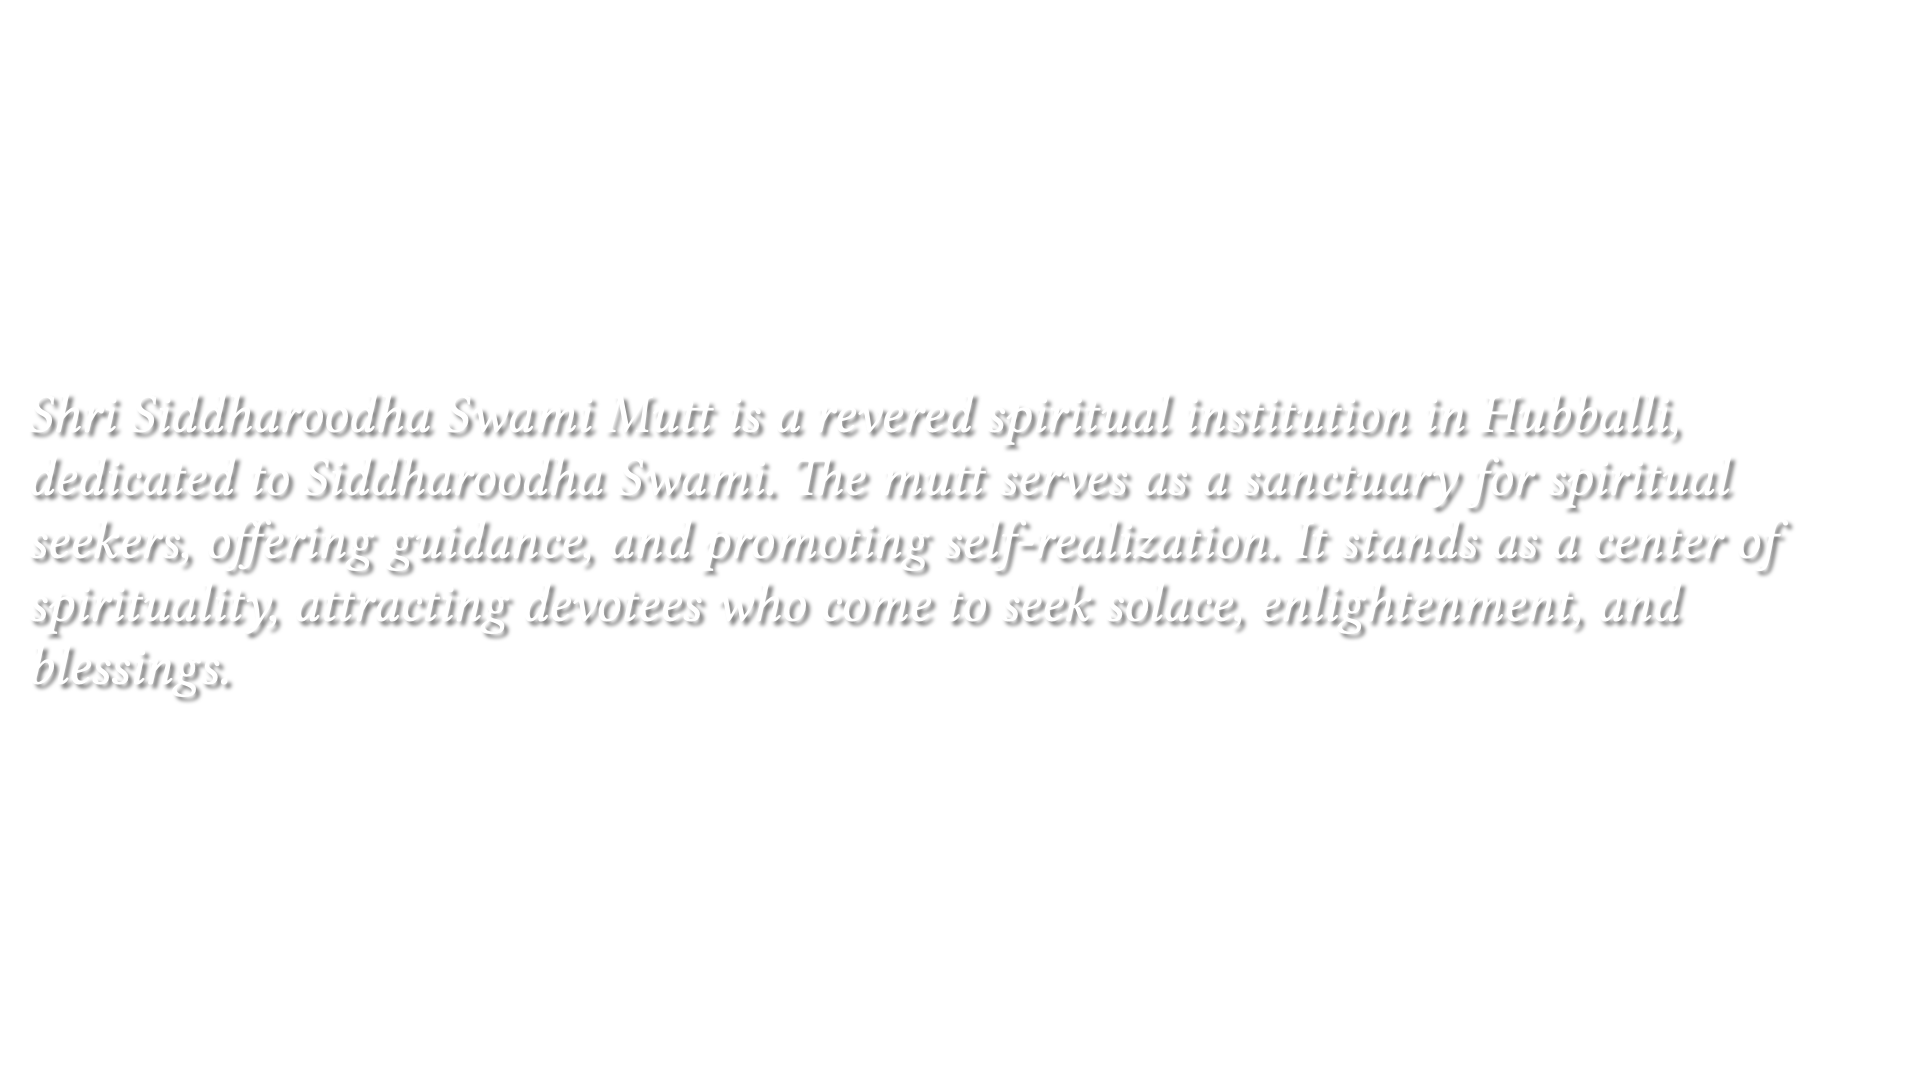 Shri Siddharoodha Swami Mutt is a revered spiritual institution in Hubballi,
dedicated to Siddharoodha Swami. The mutt serves as a sanctuary for spiritual
seekers, offering guidance, and promoting self-realization. It stands as a center of
spirituality, attracting devotees who come to seek solace, enlightenment, and
blessings.